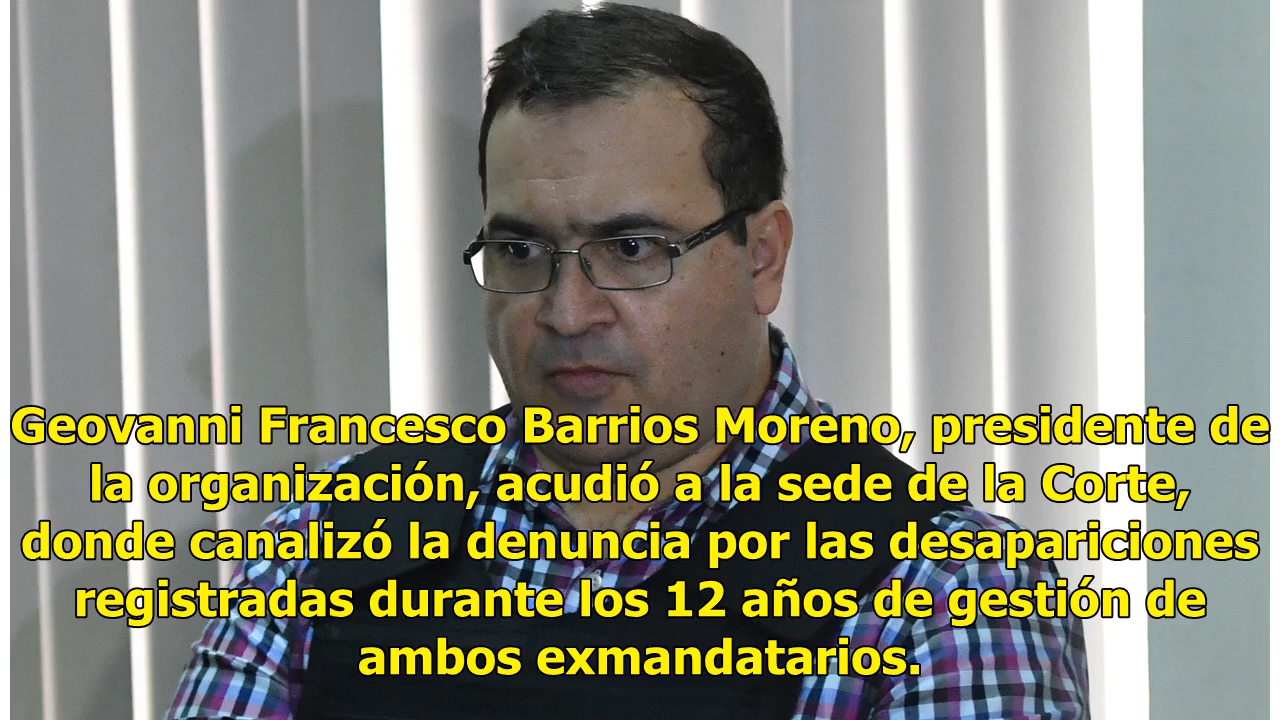 Geovanni Francesco Barrios Moreno, presidente de
la organización, acudió a la sede de la Corte,
donde canalizó la denuncia por las desapariciones
registradas durante los 12 años de gestión de
ambos exmandatarios.